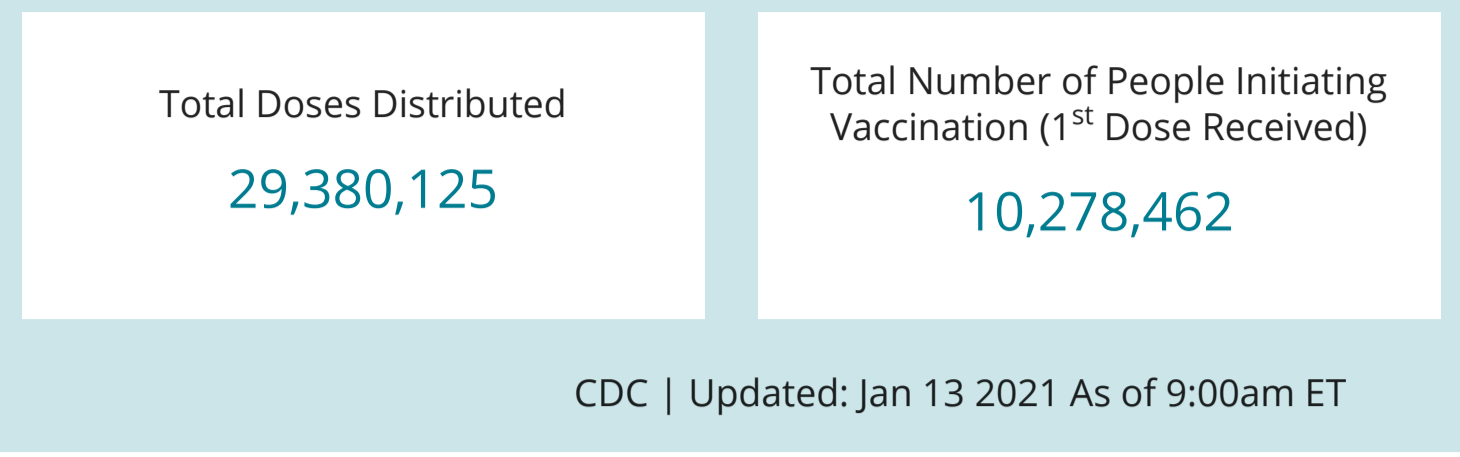 Total Doses Distributed
29,380,125
Total Number of People Initiating
Vaccination (1st Dose Received)
10,278,462
CDC | Updated: Jan 13 2021 As of 9:00am ET